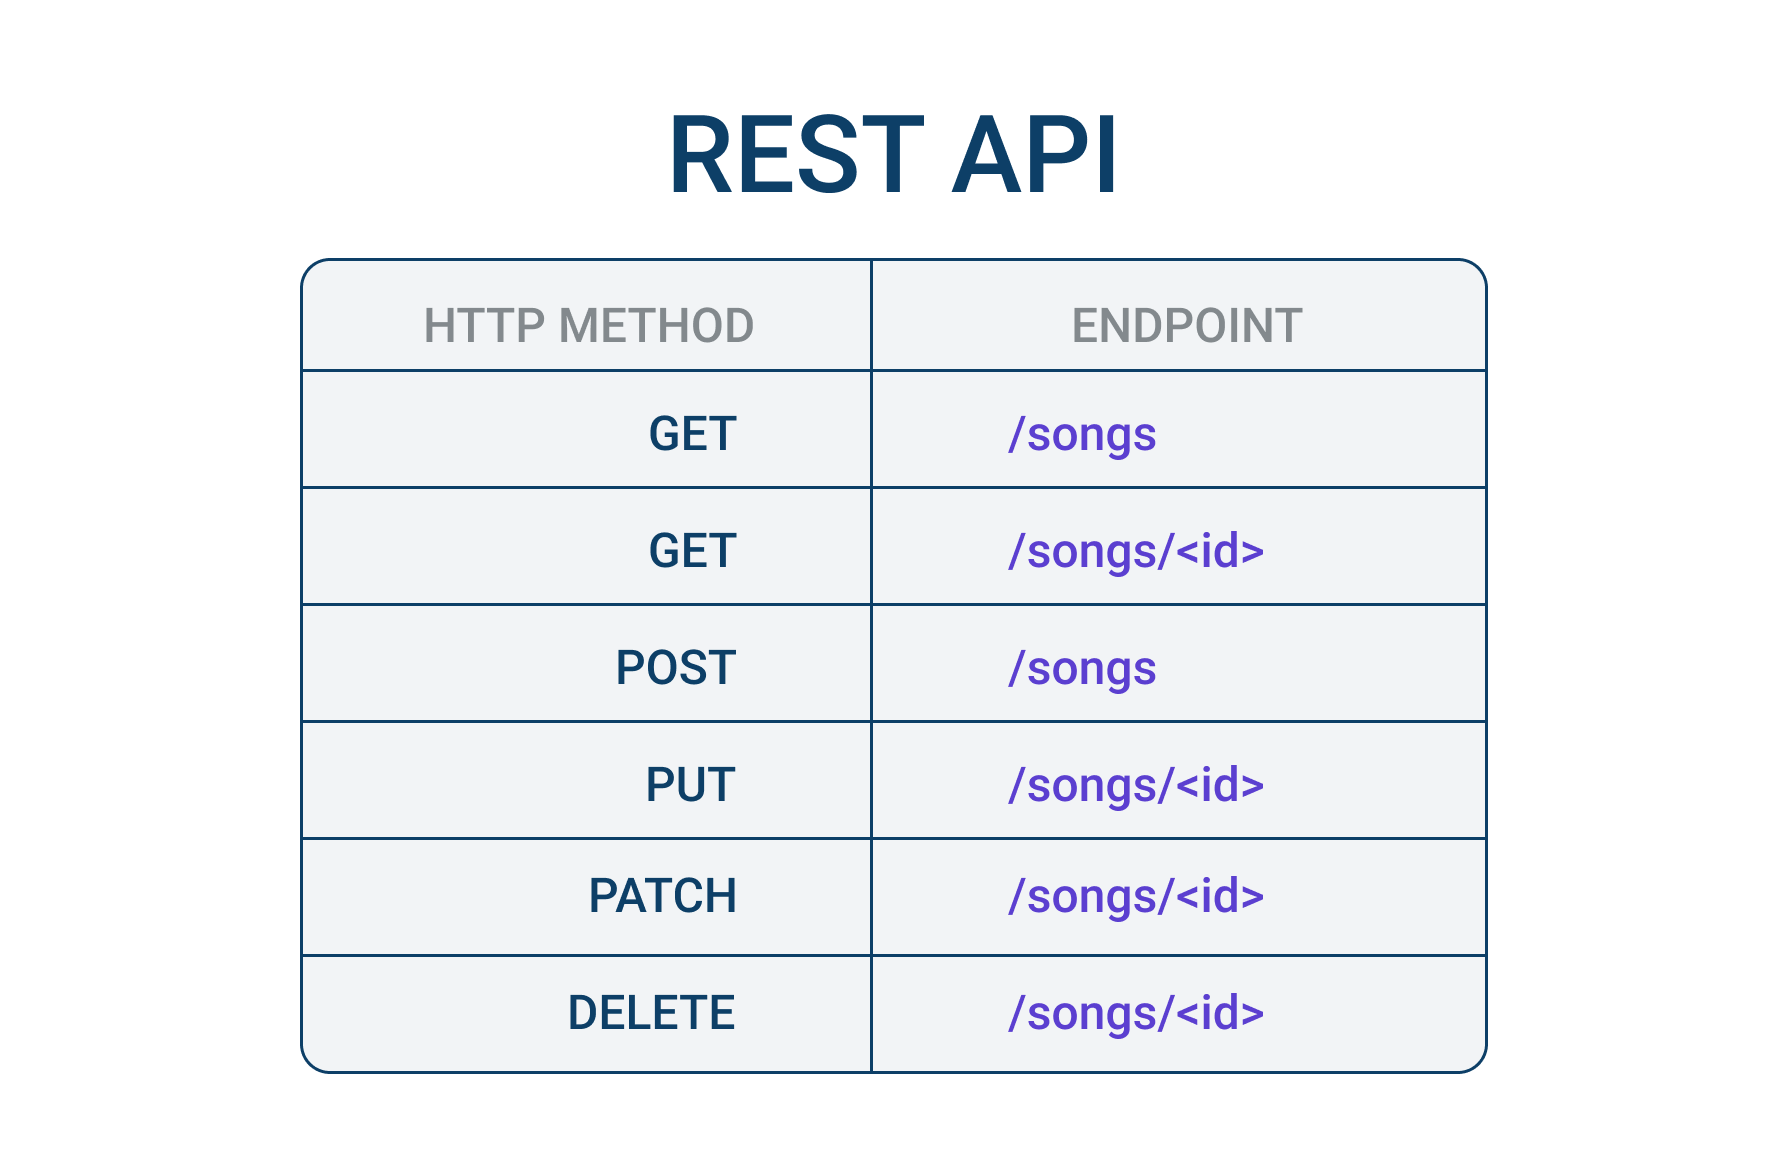 REST API
HTTP METHOD ENDPOINT
GET /songs
GET /songs/<id>
POST /songs
PUT /songs/<id>
PATCH /songs/<id>
DELETE /songs/<id>